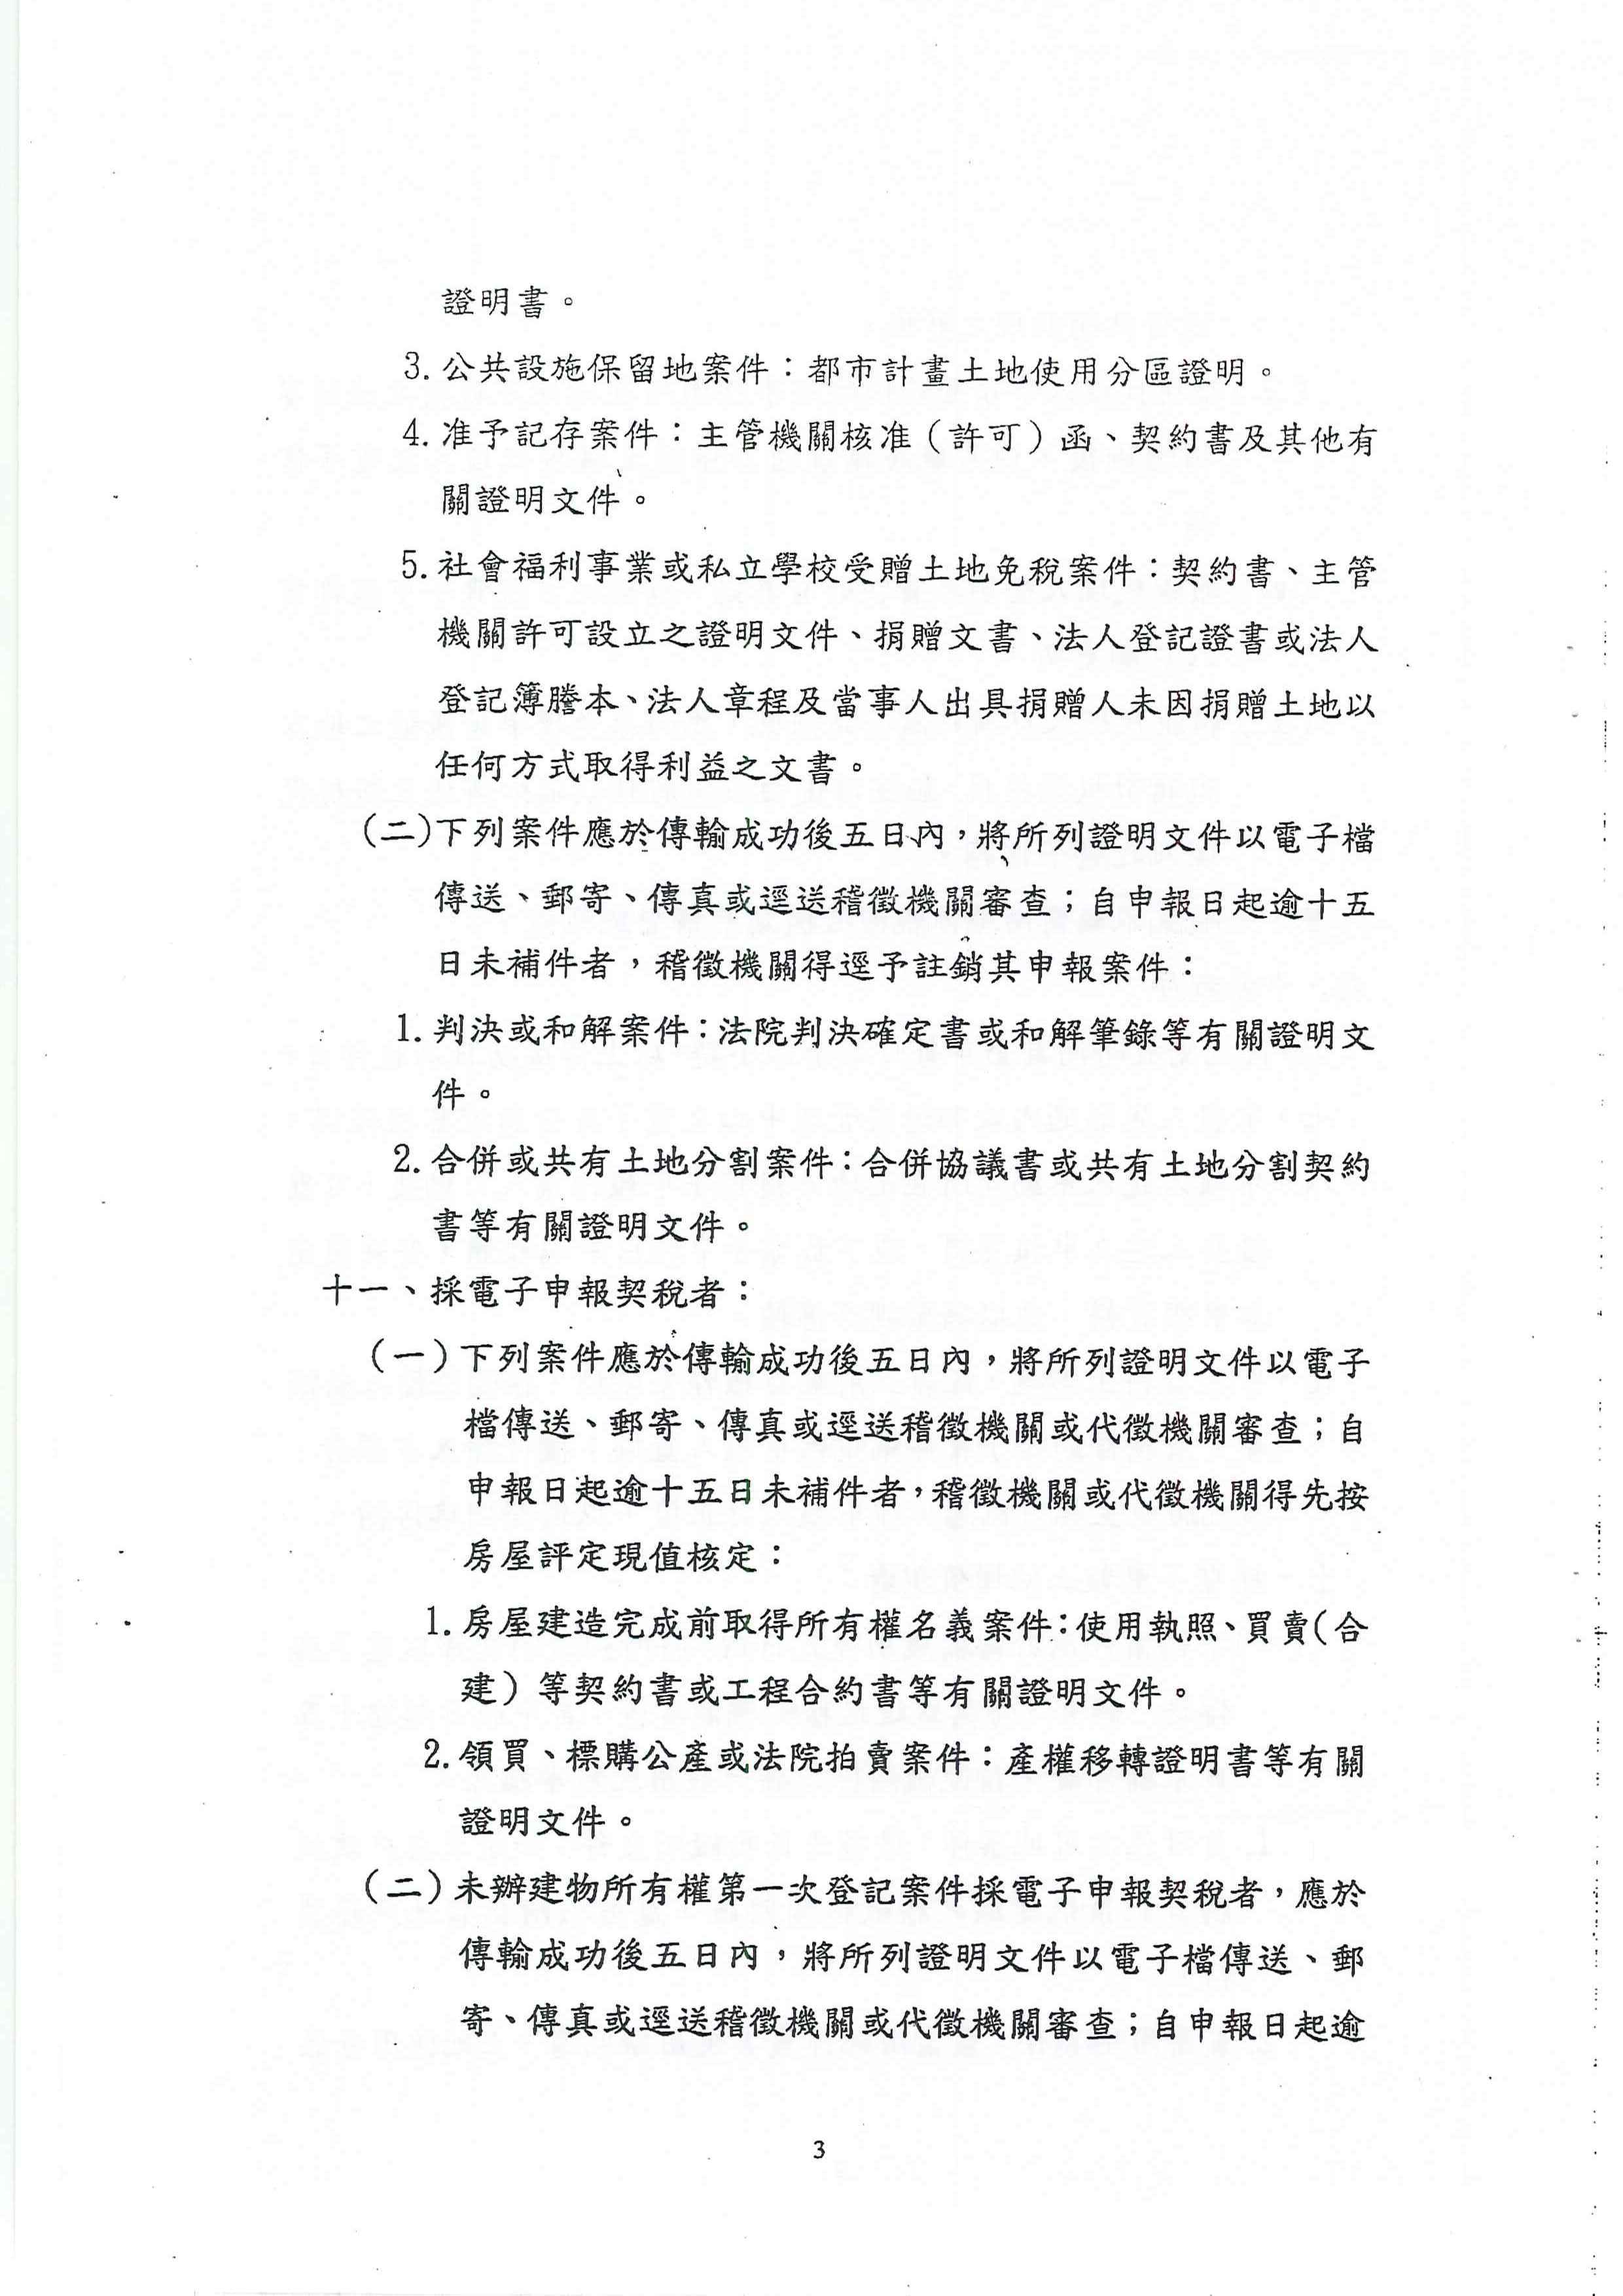 證明書。
3. 公共設施保留地案件：都市計畫土地使用分區證明。
4. 准予記存案件：主管機關核准（許可）函、契約書及其他有
關證明文件。
5. 社會福利事業或私立學校受贈土地免稅案件：契約書、主管
機關許可設立之證明文件、捐贈文書、法人登記證書或法人
登記簿謄本、法人章程及當事人出具捐贈人未因捐贈土地以
任何方式取得利益之文書。
（二）下列案件應於傳輸成功後五日內，將所列證明文件以電子檔
傳送、郵寄、傳真或逕送稽徵機關審查；自申報日起逾十五
日未補件者，稽徵機關得逕予註銷其申報案件：
1. 判決或和解案件：法院判決確定書或和解筆錄等有關證明文
件。
2. 合併或共有土地分割案件：合併協議書或共有土地分割契約
書等有關證明文件。
十一、採電子申報契稅者：
（一）下列案件應於傳輸成功後五日內，將所列證明文件以電子
檔傳送、郵寄、傳真或逕送稽徵機關或代徵機關審查；自
申報日起逾十五日未補件者，稽徵機關或代徵機關得先按
房屋評定現值核定：
1. 房屋建造完成前取得所有權名義案件：使用執照、買賣（合
建）等契約書或工程合約書等有關證明文件。
2. 領買、標購公產或法院拍賣案件：產權移轉證明書等有關
證明文件。
（二）未辦建物所有權第一次登記案件採電子申報契稅者，應於
傳輸成功後五日內，將所列證明文件以電子檔傳送、郵
寄、傳真或逕送稽徵機關或代徵機關審查；自申報日起逾
3